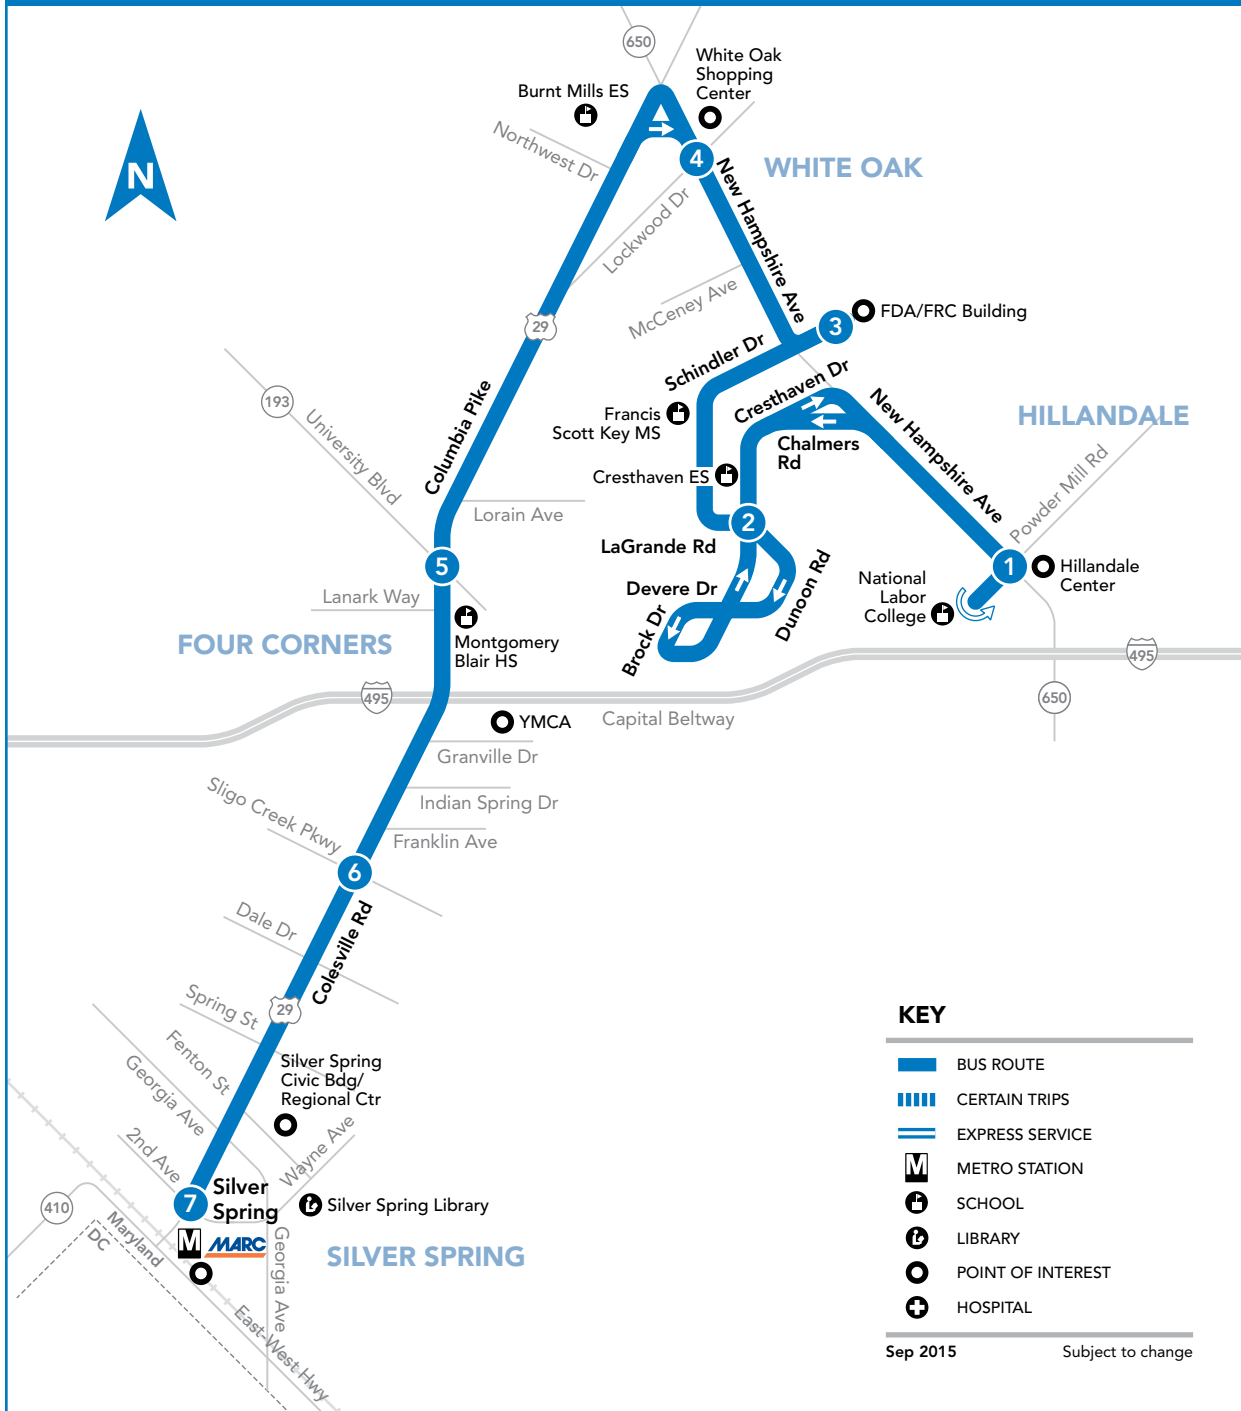 650
White Oak
Shopping
Center
Burnt Mills ES
Northwest Dr
N
4
WHITE OAK
New Hampshire Ave
Lockwood Dr
McCeney Ave
3
FDA/FRC Building
29
Schindler Dr
Cresthaven Dr
193
University Blvd
Columbia Pike
Francis
Scott Key MS
New Hampshire Ave
HILLANDALE
Chalmers
Rd
Cresthaven ES
Powder Mill Rd
Lorain Ave
2
LaGrande Rd
5
Dunoon Rd
1
Hillandale
Center
National
Labor
College
Devere Dr
Lanark Way
Brock Dr
FOUR CORNERS
Montgomery
Blair HS
495
495
650
YMCA
Capital Beltway
Granville Dr
Sligo Creek Pkwy
Indian Spring Dr
Franklin Ave
6
Dale Dr
Colesville Rd
Spring St
29
KEY
Fenton St
Georgia Ave
Silver Spring
Civic Bdg/
Regional Ctr
BUS ROUTE
CERTAIN TRIPS
EXPRESS SERVICE
M
METRO STATION
SCHOOL
LIBRARY
POINT OF INTEREST
HOSPITAL
2nd Ave
Wayne Ave
7
Silver
Spring
Silver Spring Library
410
Maryland
DC
M
MARC
Georgia Ave
SILVER SPRING
East-West Hwy
Sep 2015
Subject to change